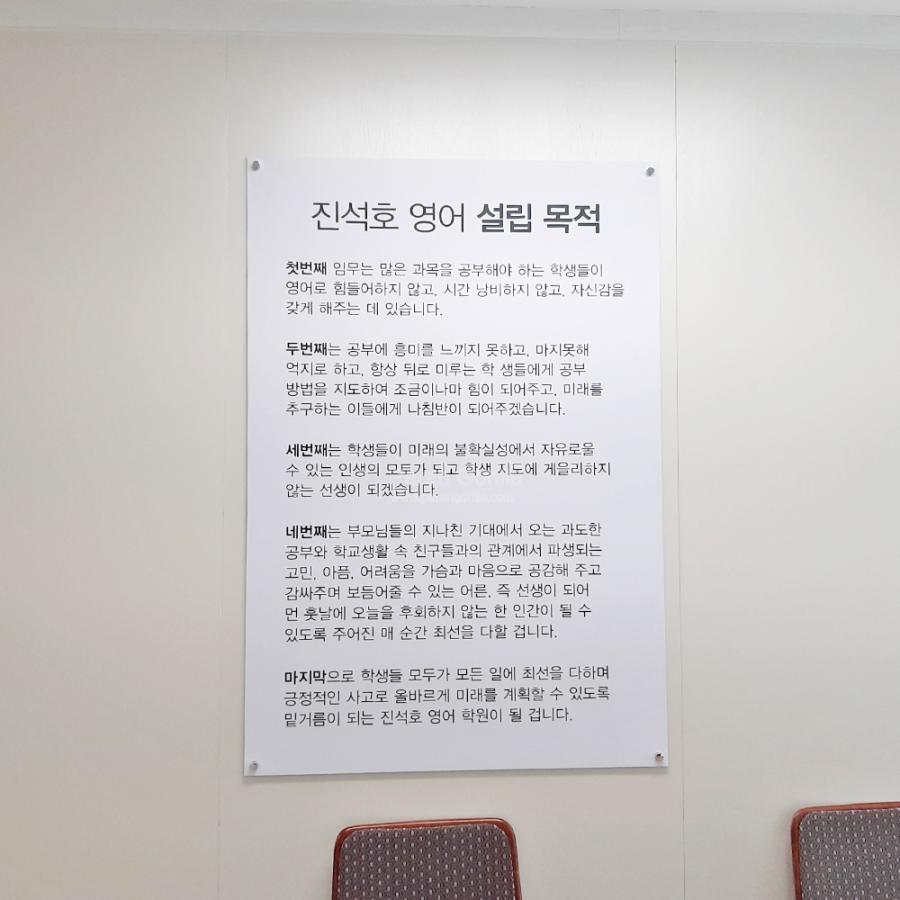 진석호 영어 설립 목적
첫번째 임무는 많은 과목을 공부해야 하는 학생들이
영어로 힘들어하지 않고, 시간 낭비하지 않고, 자신감을
갖게 해주는 데 있습니다.
두번째는 공부에 흥미를 느끼지 못하고, 마지못해
억지로 하고, 항상 뒤로 미루는 학 생들에게 공부
방법을 지도하여 조금이나마 힘이 되어주고, 미래를
추구하는 이들에게 나침반이 되어주겠습니다.
세번째는 학생들이 미래의 불확실성에서 자유로울
수 있는 인생의 모토가 되고 학생 지도에 게을리하지
않는 선생이 되겠습니다.
네번째는 부모님들의 지나친 기대에서 오는 과도한
공부와 학교생활 속 친구들과의 관계에서 파생되는
고민, 아픔, 어려움을 가슴과 마음으로 공감해 주고
감싸주며 보듬어줄 수 있는 어른, 즉 선생이 되어
먼 훗날에 오늘을 후회하지 않는 한 인간이 될 수
있도록 주어진 매 순간 최선을 다할 겁니다.
마지막으로 학생들 모두가 모든 일에 최선을 다하며
긍정적인 사고로 올바르게 미래를 계획할 수 있도록
밑거름이 되는 진석호 영어 학원이 될 겁니다.